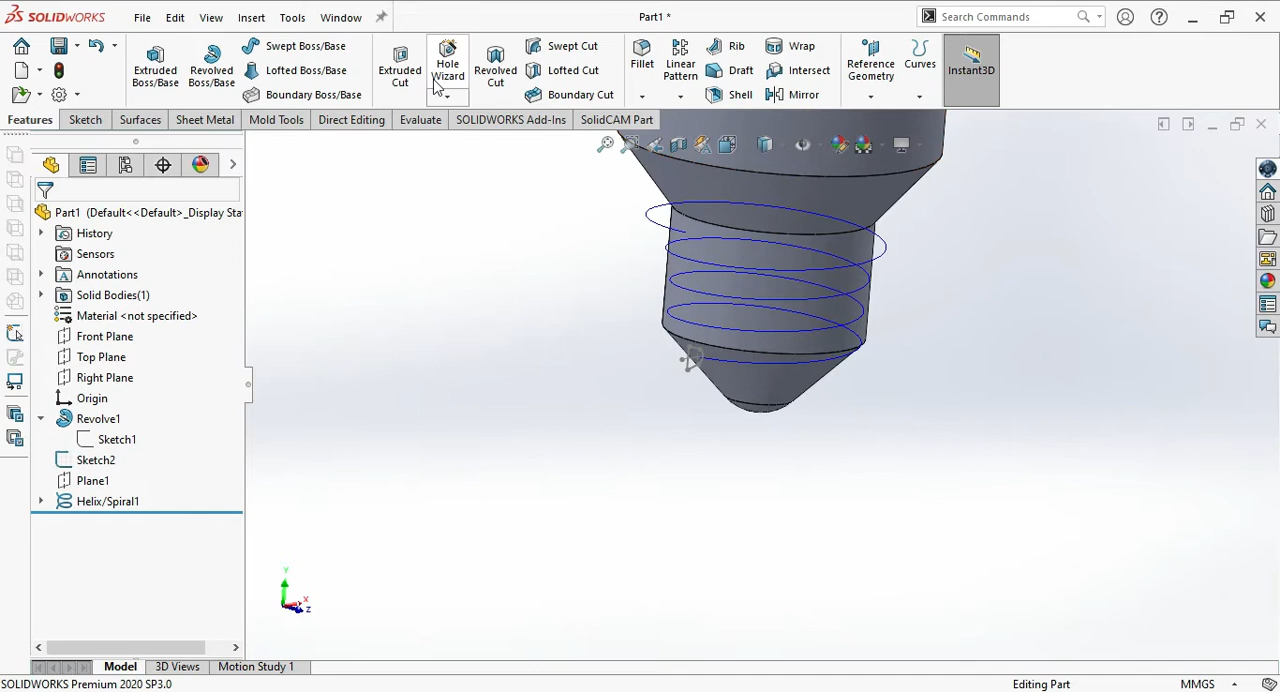 SOLIDWORKS File Edit View Insert Tools Window Part1 * Search Commands
Extruded Boss/Base
Revolved Boss/Base
Swept Boss/Base
Lofted Boss/Base
Boundary Boss/Base
Extruded Cut
Hole Wizard
Revolved Cut
Swept Cut
Lofted Cut
Boundary Cut
Fillet
Linear Pattern
Rib
Draft
Shell
Wrap
Intersect
Mirror
Reference Geometry
Curves
Instant3D
Features Sketch Surfaces Sheet Metal Mold Tools Direct Editing Evaluate SOLIDWORKS Add-Ins SolidCAM Part
Part1 (Default<<Default>_Display Sta
History
Sensors
Annotations
Solid Bodies(1)
Material <not specified>
Front Plane
Top Plane
Right Plane
Origin
Revolve1
Sketch1
Sketch2
Plane1
Helix/Spiral1
Y
X
Z
Model 3D Views Motion Study 1
SOLIDWORKS Premium 2020 SP3.0 Editing Part MMGS